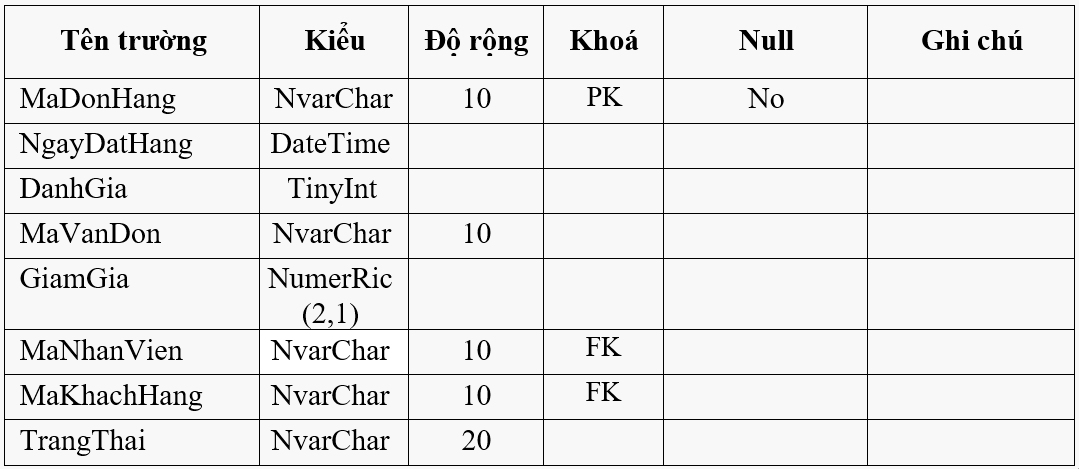 Tên trường Kiểu Độ rộng Khoá Null Ghi chú
MaDonHang NvarChar 10 PK No
NgayDatHang DateTime
DanhGia TinyInt
MaVanDon NvarChar 10
GiamGia NumerRic
(2,1)
MaNhanVien NvarChar 10 FK
MaKhachHang NvarChar 10 FK
TrangThai NvarChar 20